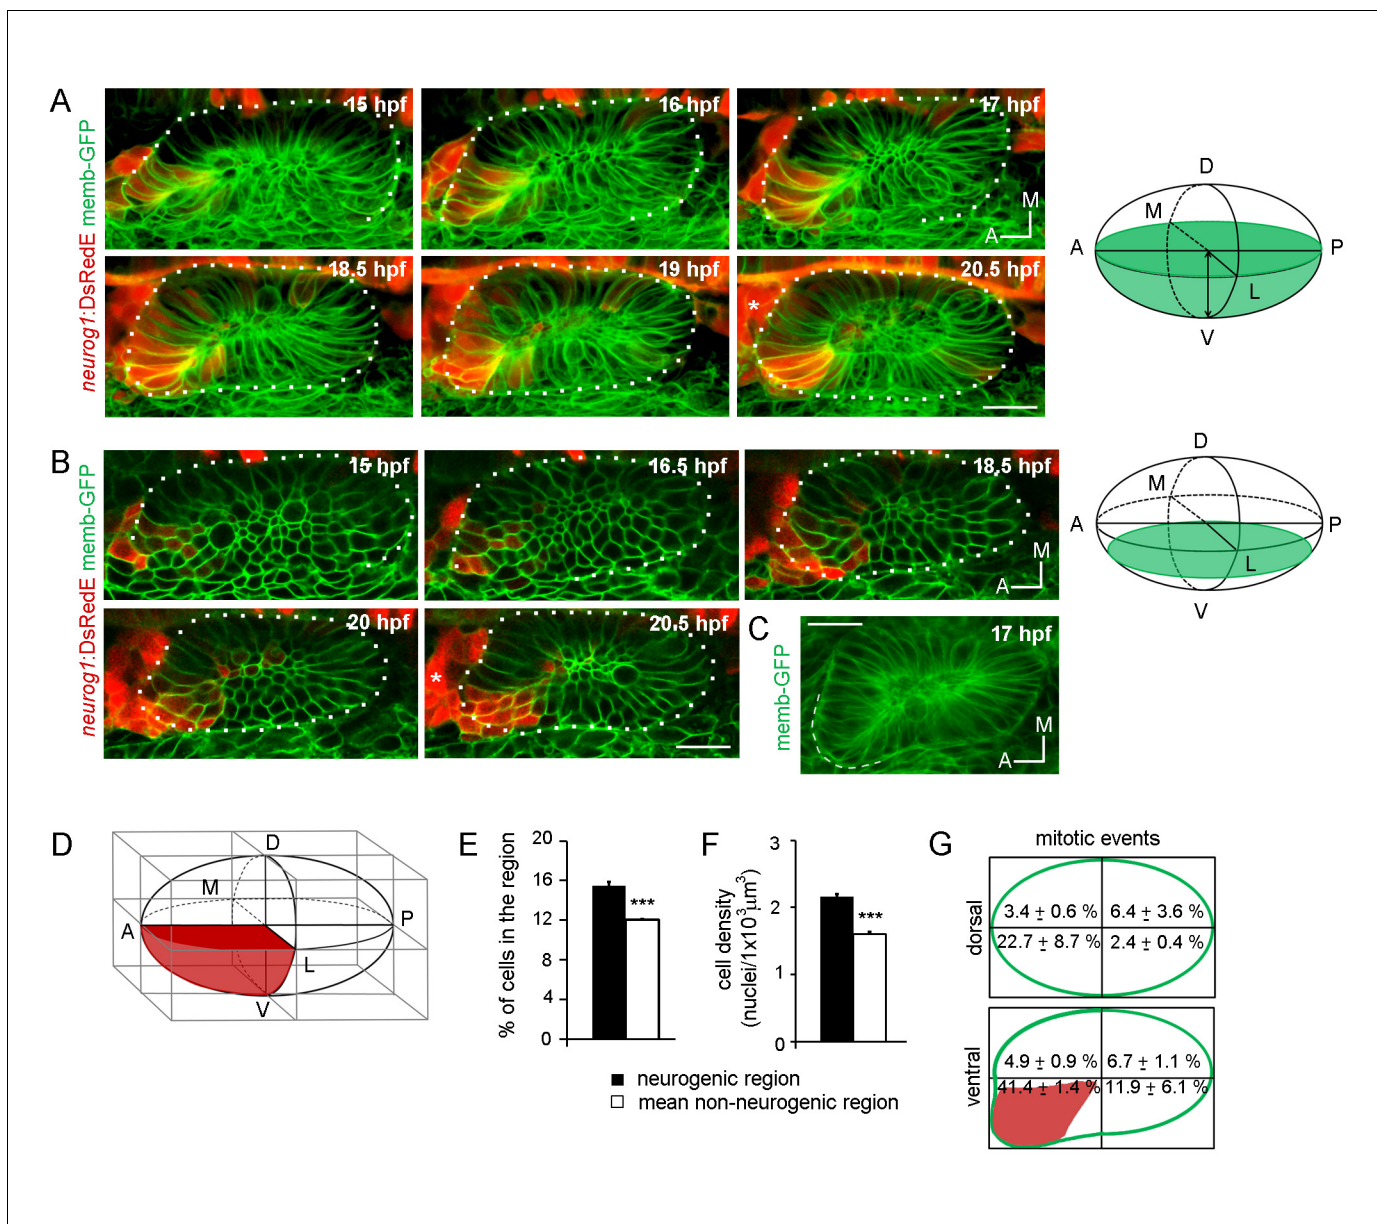 A
neurog1:DsRedE memb-GFP
15 hpf
16 hpf
17 hpf
M
A
18.5 hpf
19 hpf
20.5 hpf
*
D
M
A
P
L
V
B
neurog1:DsRedE memb-GFP
15 hpf
16.5 hpf
18.5 hpf
M
A
20 hpf
20.5 hpf
*
D
M
A
P
L
V
C
memb-GFP
17 hpf
M
A
D
D
M
A
P
L
V
E
% of cells in the region
20
16
12
8
4
0
***
F
cell density
(nuclei/1x10³µm³)
3
2
1
0
***
neurogenic region
mean non-neurogenic region
G
mitotic events
dorsal
3.4 ± 0.6 %
6.4 ± 3.6 %
22.7 ± 8.7 %
2.4 ± 0.4 %
ventral
4.9 ± 0.9 %
6.7 ± 1.1 %
41.4 ± 1.4 %
11.9 ± 6.1 %